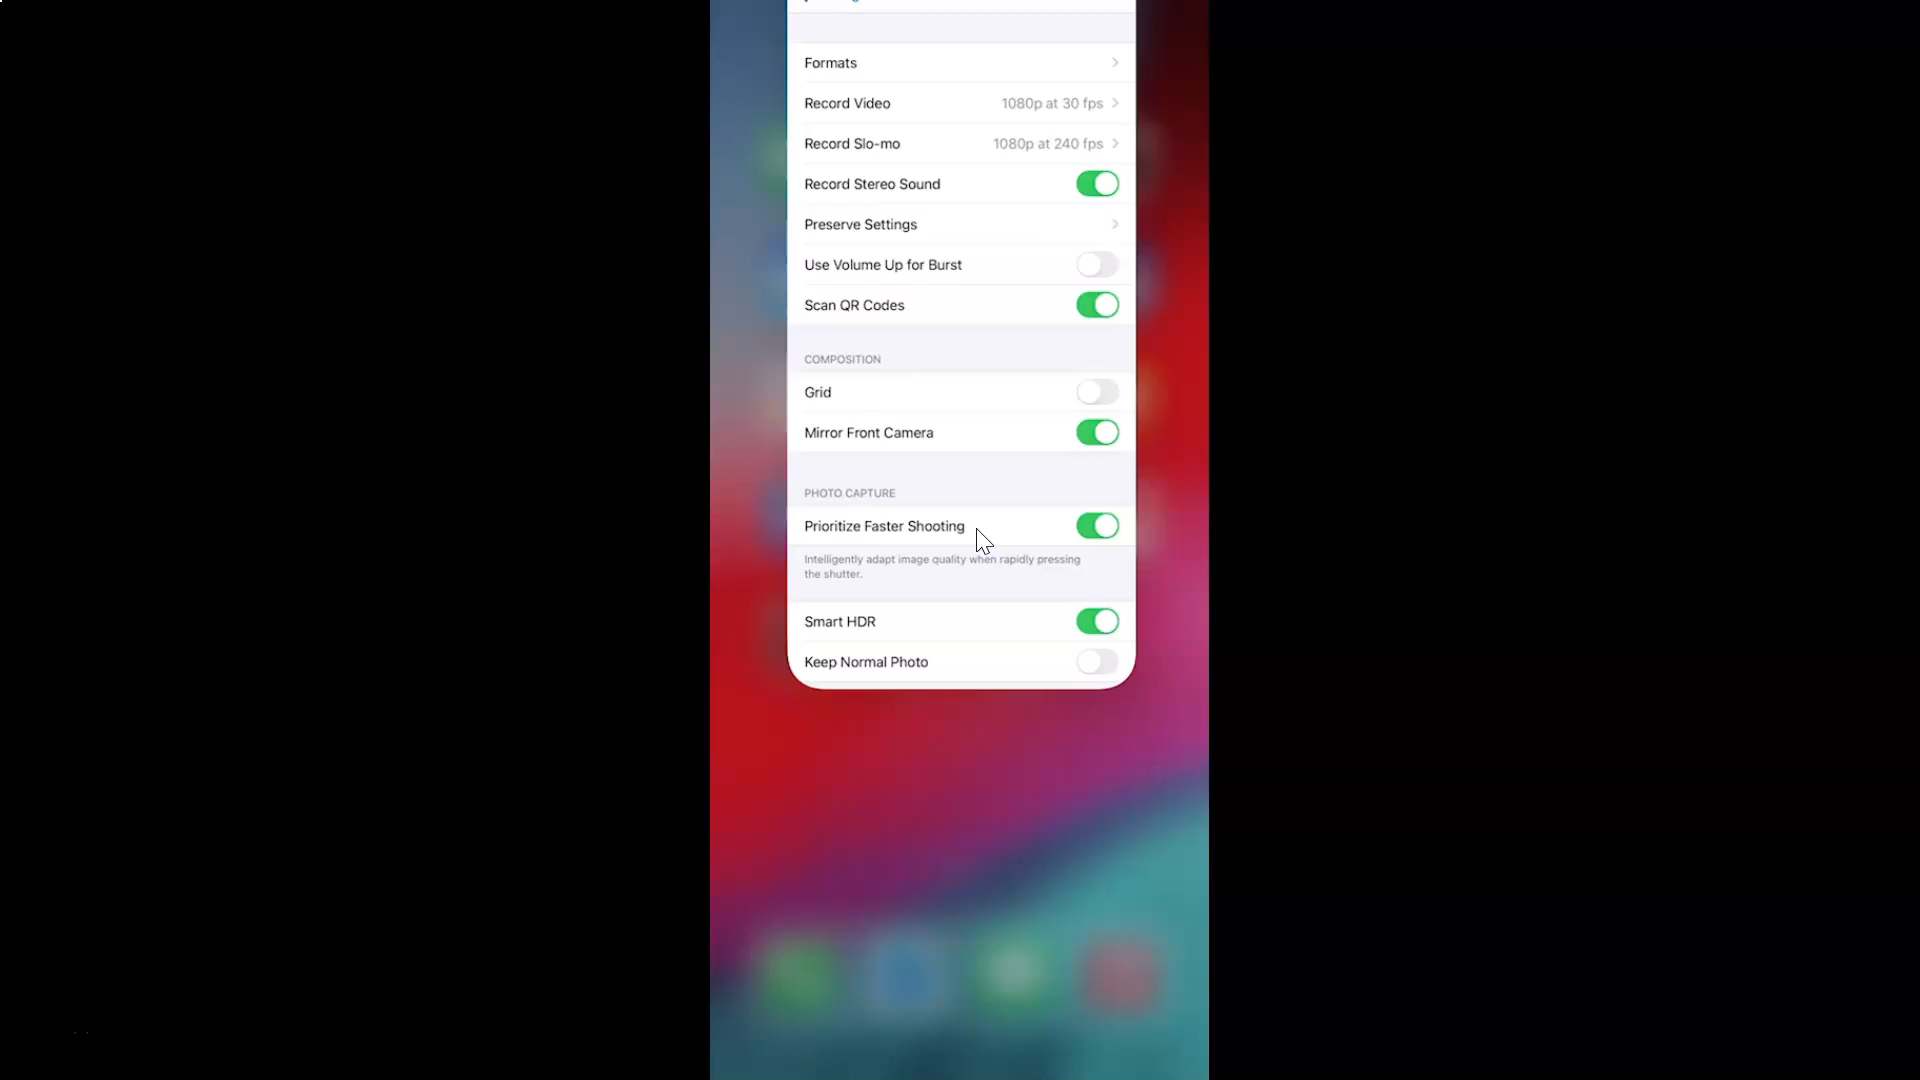 Formats
Record Video 1080p at 30 fps
Record Slo-mo 1080p at 240 fps
Record Stereo Sound
Preserve Settings
Use Volume Up for Burst
Scan QR Codes
COMPOSITION
Grid
Mirror Front Camera
PHOTO CAPTURE
Prioritize Faster Shooting
Intelligently adapt image quality when rapidly pressing
the shutter.
Smart HDR
Keep Normal Photo